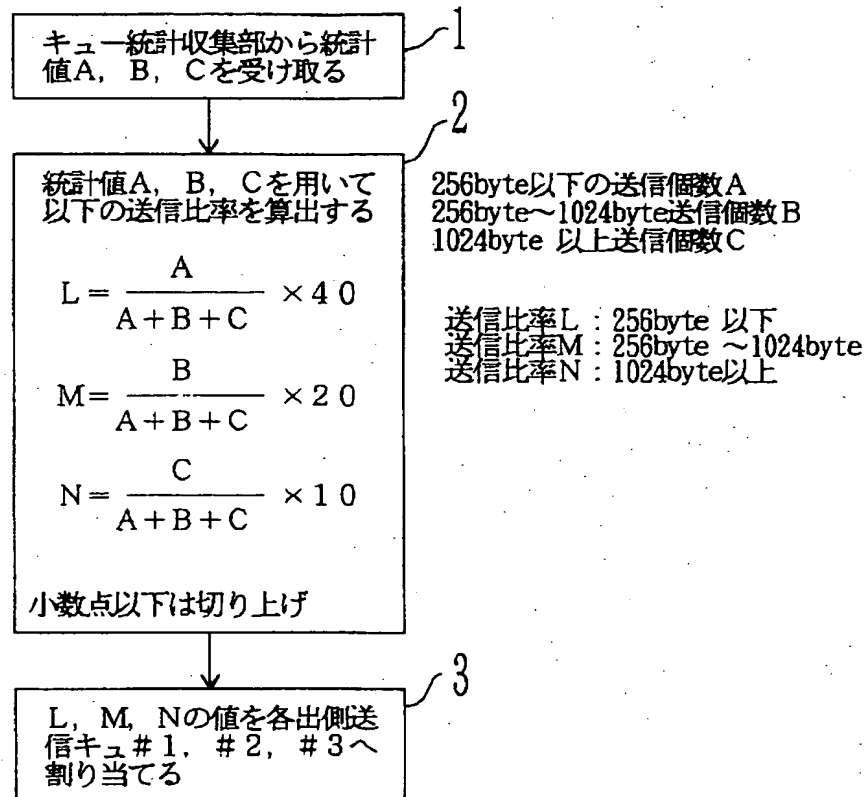 キュー統計収集部から統計
値A, B, Cを受け取る
1
2
統計値A, B, Cを用いて
以下の送信比率を算出する
L= A / A+B+C ×40
M= B / A+B+C ×20
N= C / A+B+C ×10
小数点以下は切り上げ
256byte以下の送信個数A
256byte~1024byte送信個数B
1024byte 以上送信個数C
送信比率L:256byte 以下
送信比率M:256byte ~1024byte
送信比率N:1024byte以上
3
L, M, Nの値を各出側送
信キュ#1. #2, #3へ
割り当てる